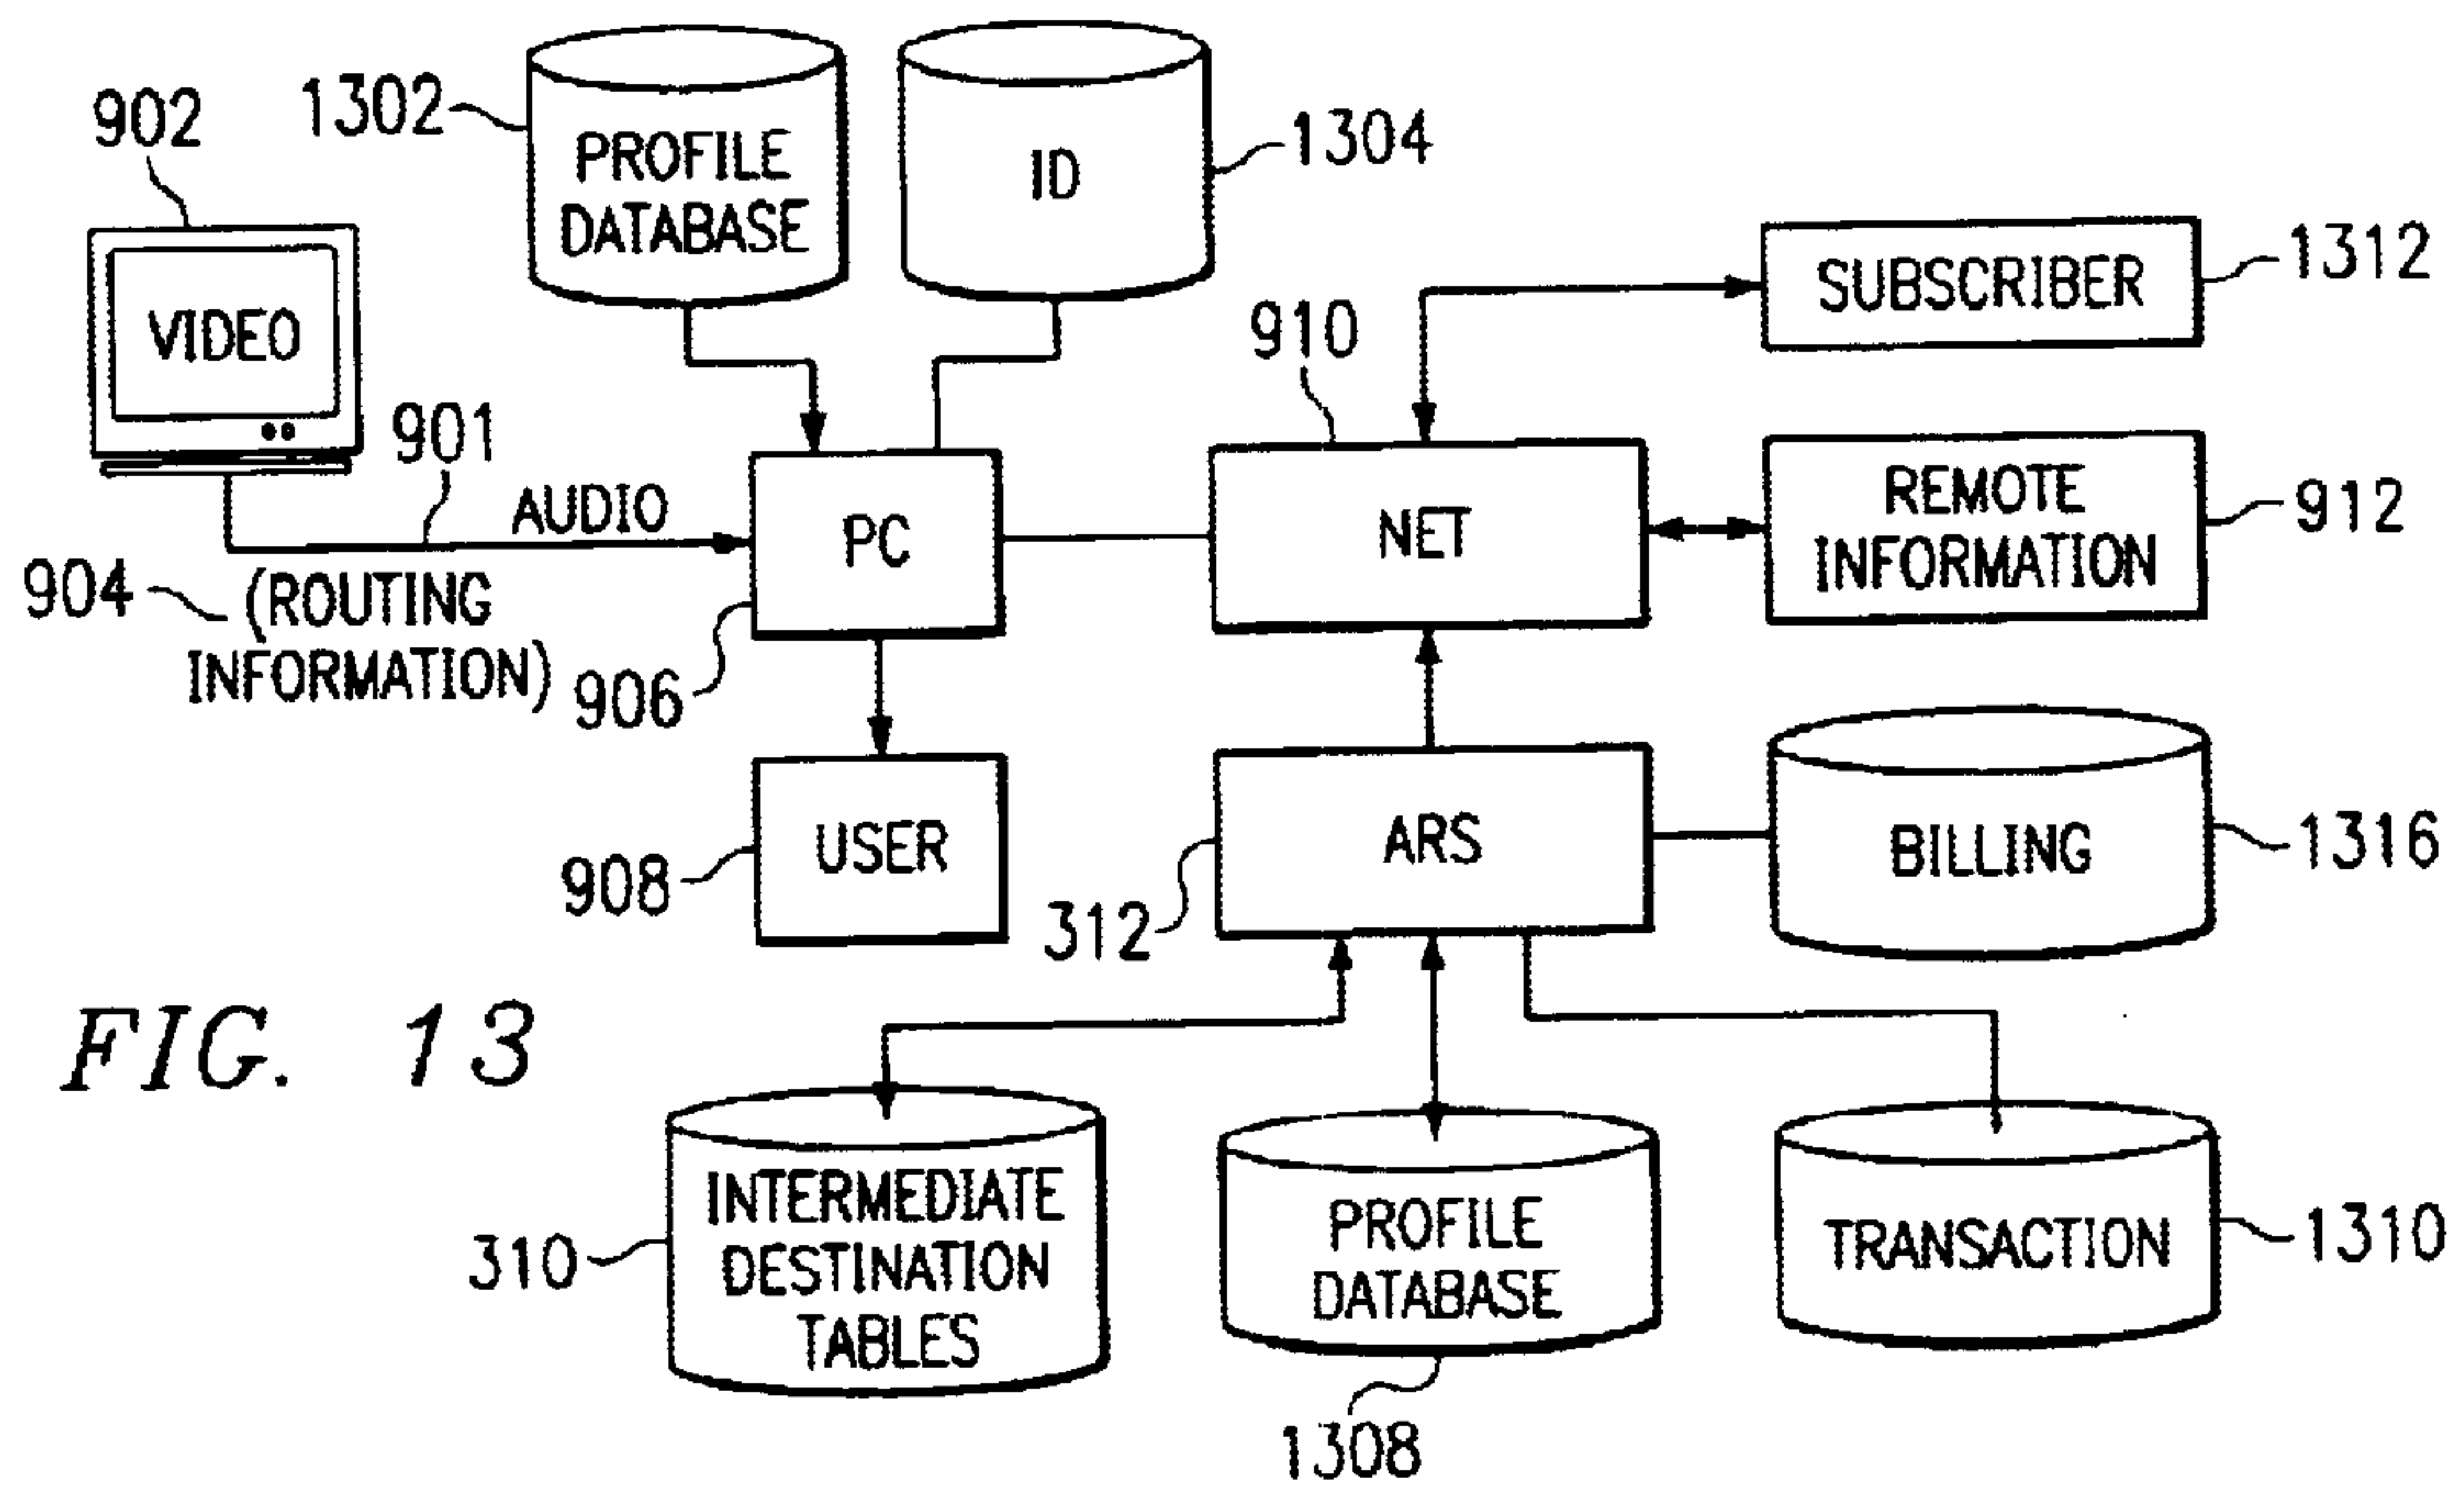 902
1302
PROFILE
DATABASE
ID
1304
VIDEO
SUBSCRIBER
1312
910
901
AUDIO
PC
NET
REMOTE
INFORMATION
912
904
(ROUTING
INFORMATION)
906
USER
908
ARS
312
BILLING
1316
FIG. 13
INTERMEDIATE
DESTINATION
TABLES
310
PROFILE
DATABASE
1308
TRANSACTION
1310